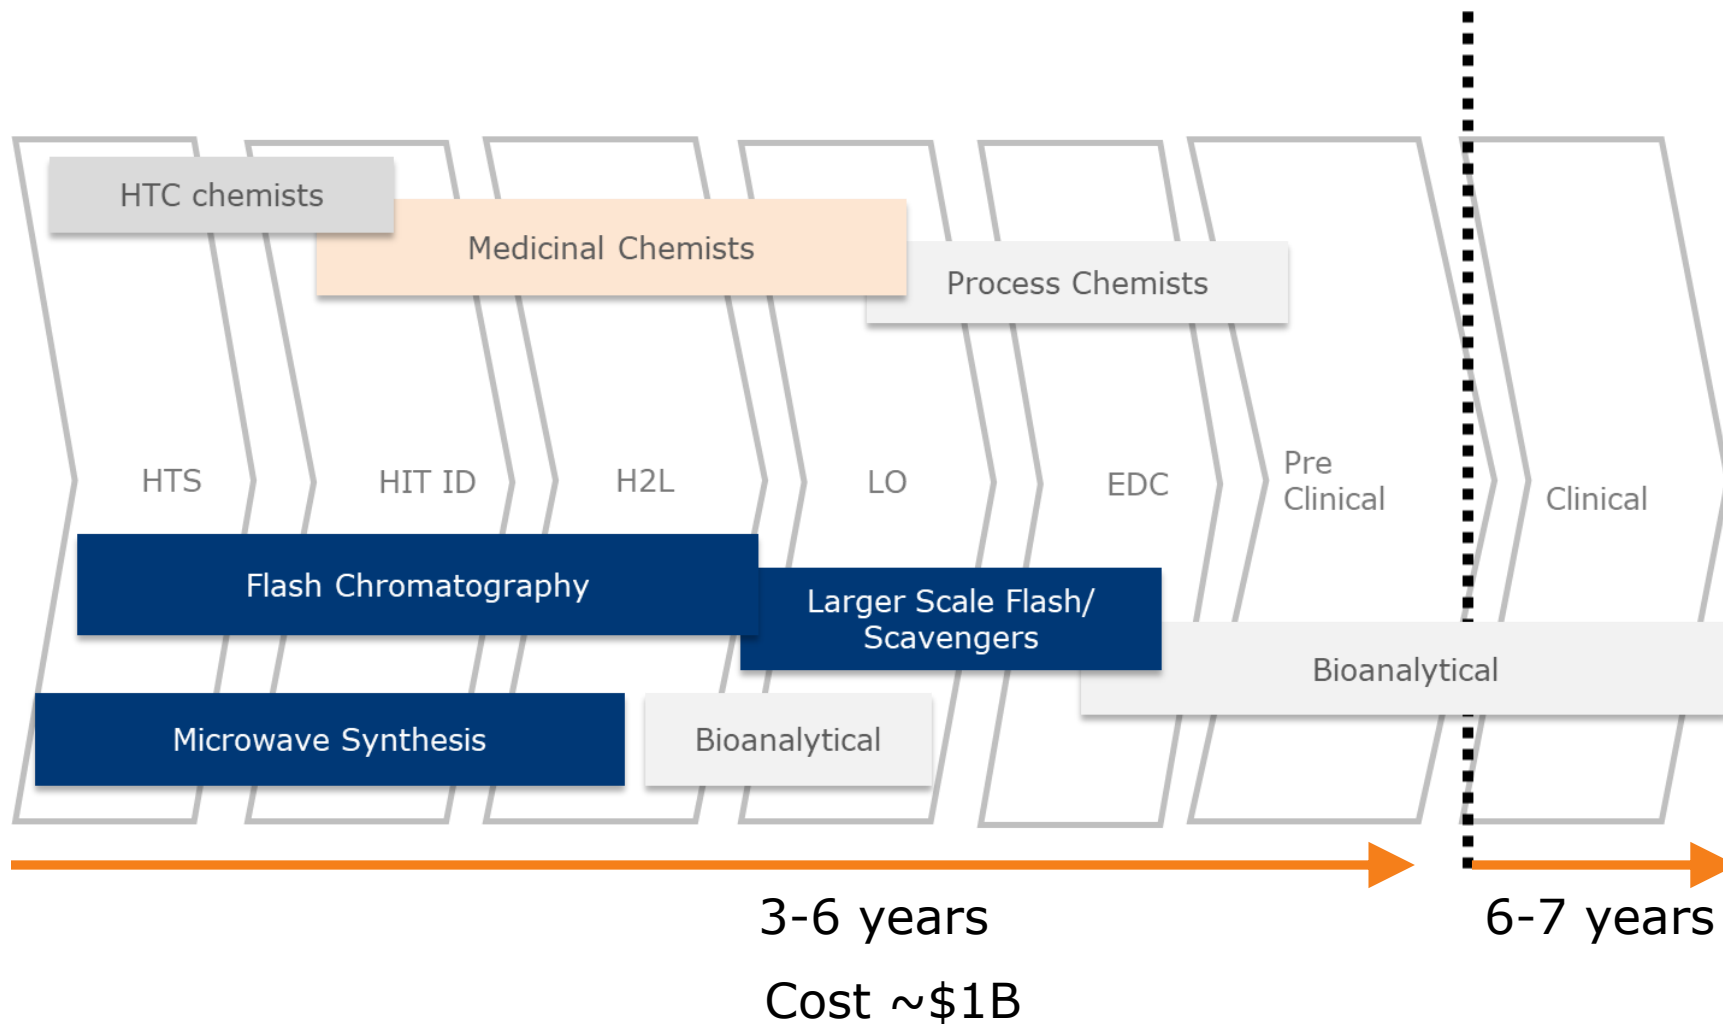 HTC chemists
Medicinal Chemists
Process Chemists
HTS
HIT ID
H2L
LO
EDC
Pre
Clinical
Clinical
Flash Chromatography
Larger Scale Flash/
Scavengers
Bioanalytical
Microwave Synthesis
Bioanalytical
3-6 years
6-7 years
Cost ~$1B